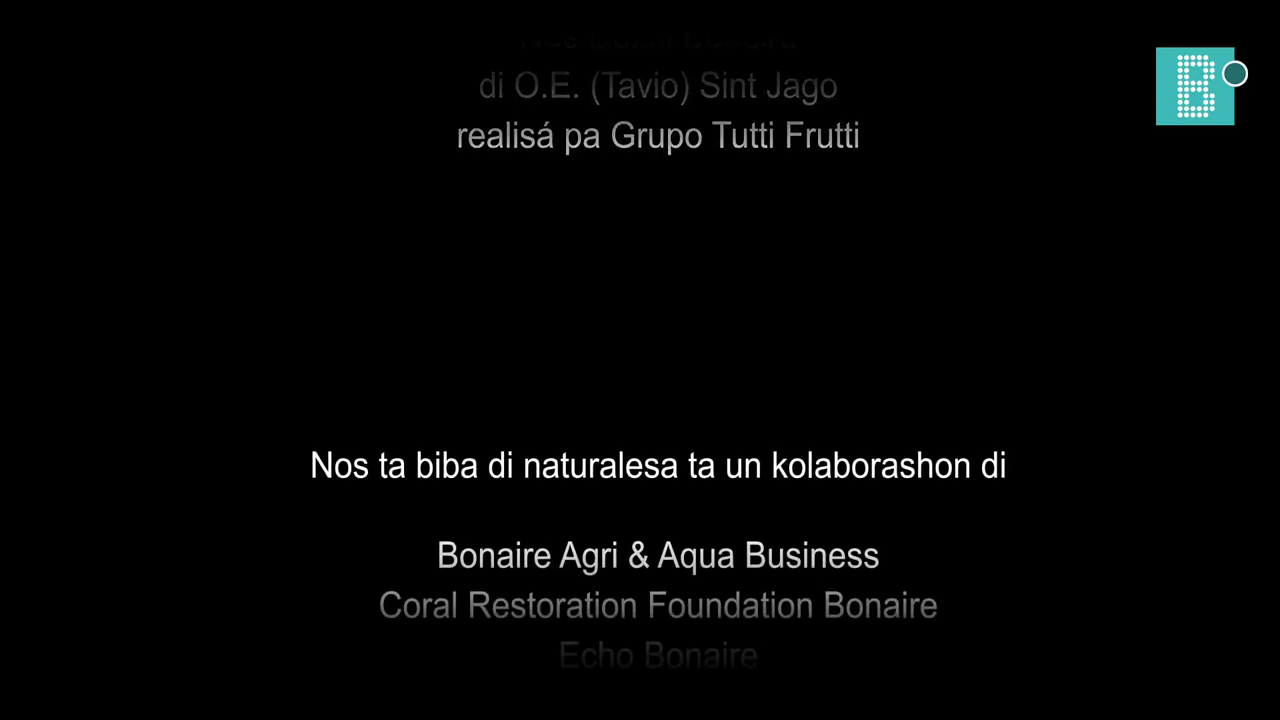 di O.E. (Tavio) Sint Jago
realisá pa Grupo Tutti Frutti
Nos ta biba di naturalesa ta un kolaborashon di
Bonaire Agri & Aqua Business
Coral Restoration Foundation Bonaire
Echo Bonaire
B